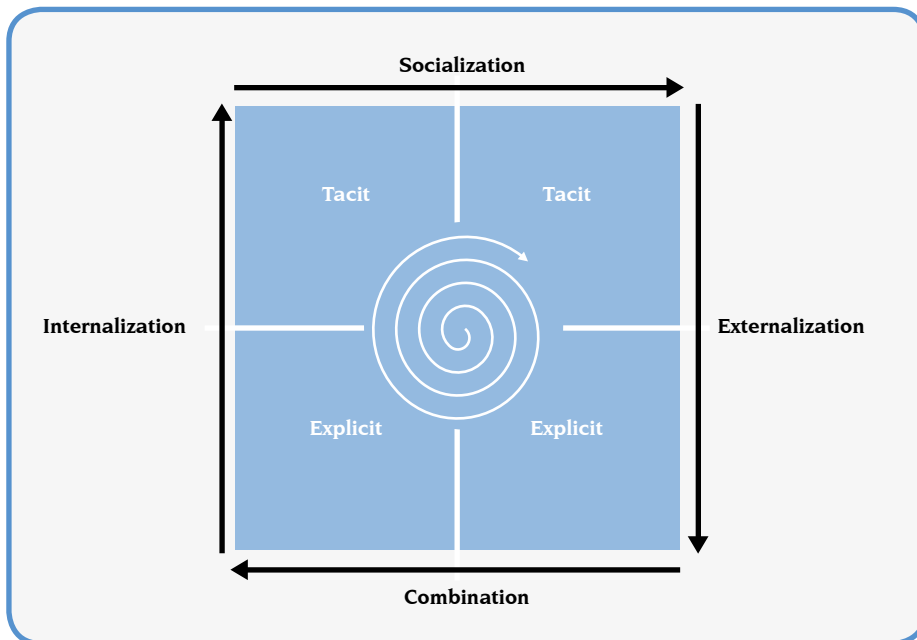 Socialization
Tacit
Tacit
Internalization
Externalization
Explicit
Explicit
Combination